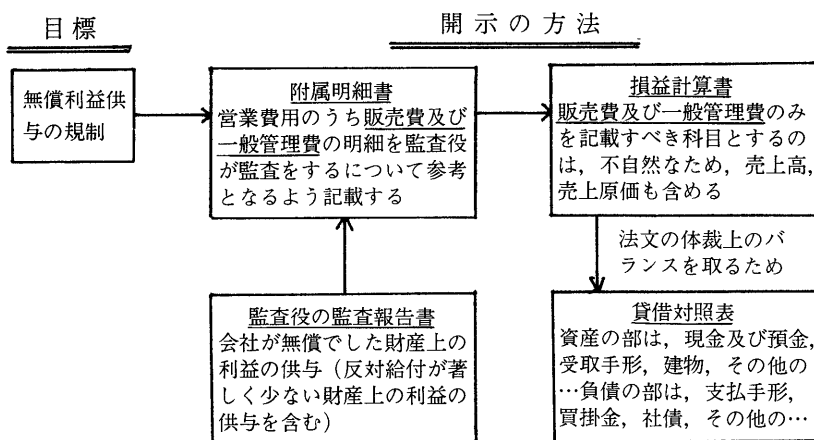 目標
開示の方法
無償利益供
与の規制
附属明細書
営業費用のうち販売費及び
一般管理費の明細を監査役
が監査をするについて参考
となるよう記載する
損益計算書
販売費及び一般管理費のみ
を記載すべき科目とするの
は，不自然なため，売上高，
売上原価も含める
法文の体裁上のバ
ランスを取るため
監査役の監査報告書
会社が無償でした財産上の
利益の供与（反対給付が著
しく少ない財産上の利益の
供与を含む）
貸借対照表
資産の部は，現金及び預金，
受取手形，建物，その他の
…負債の部は，支払手形，
買掛金，社債，その他の…